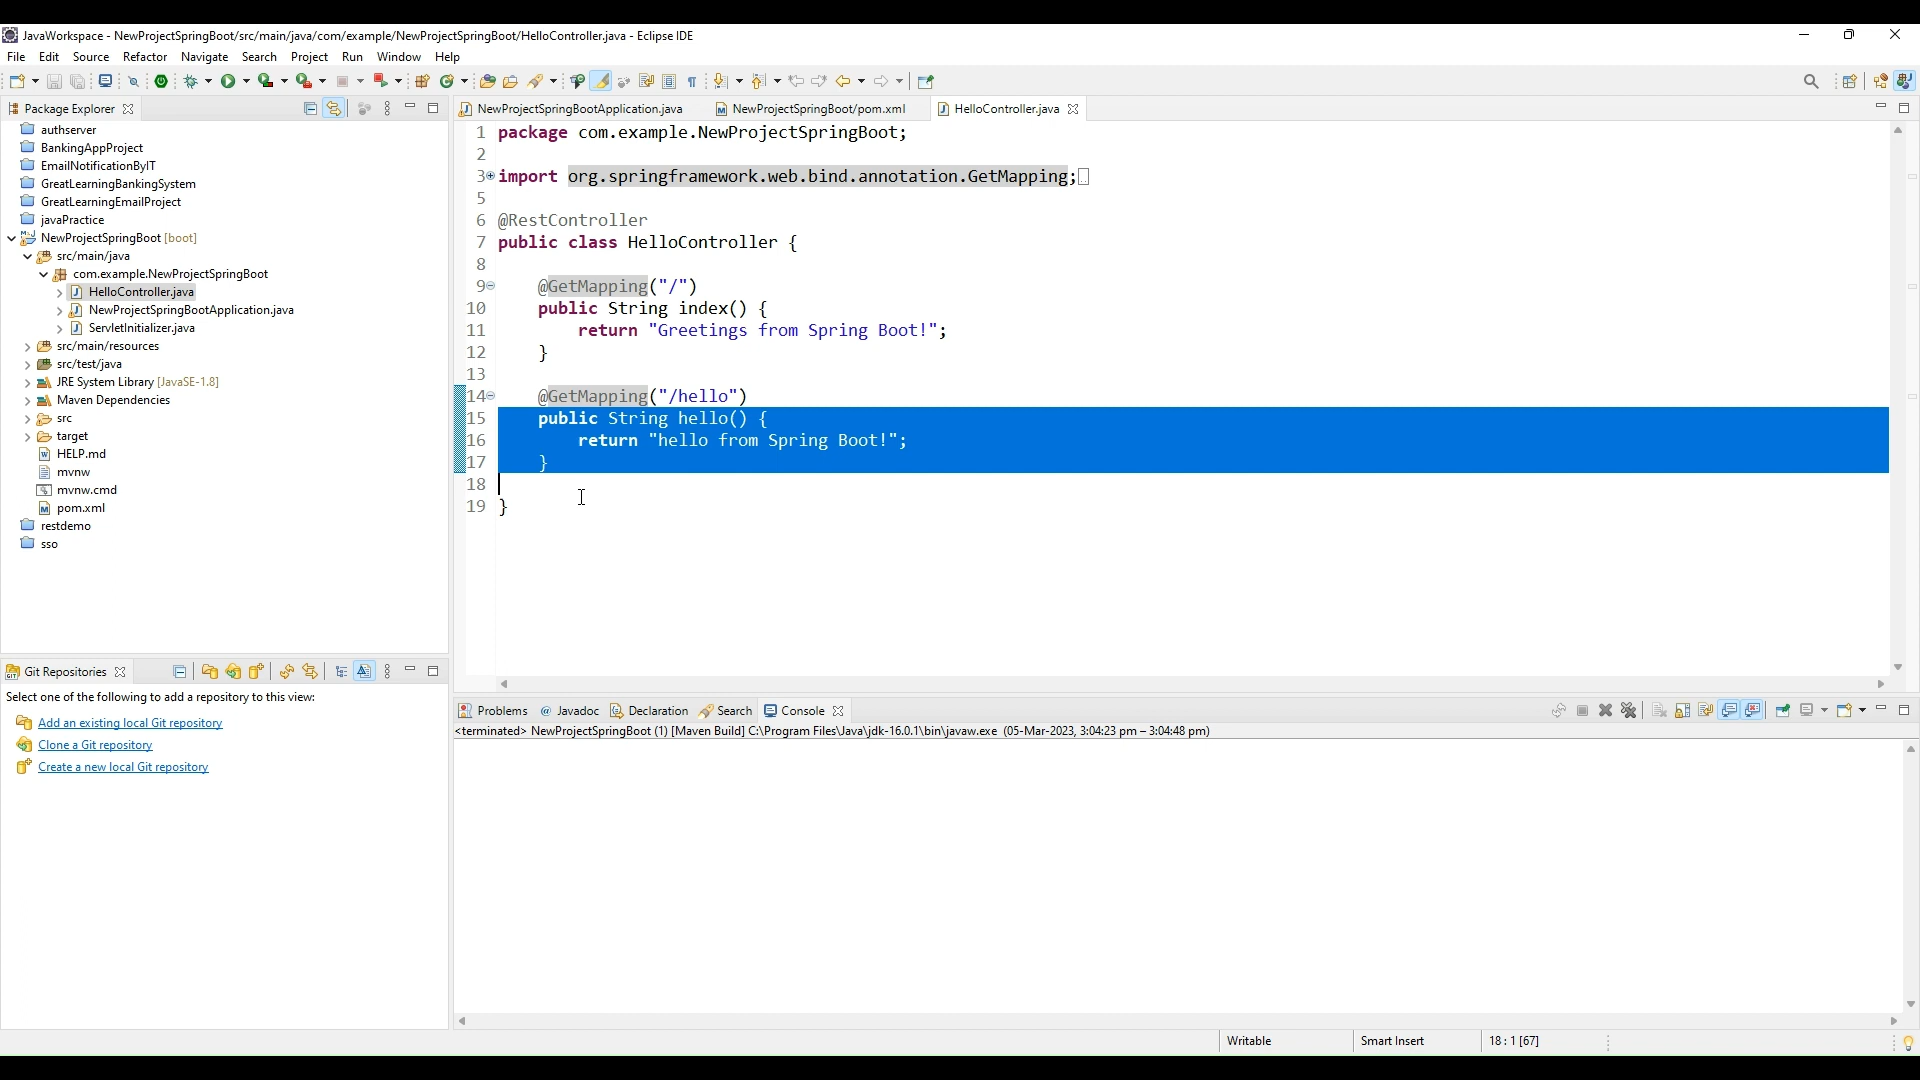 JavaWorkspace - NewProjectSpringBoot/src/main/java/com/example/NewProjectSpringBoot/HelloController.java - Eclipse IDE
File Edit Source Refactor Navigate Search Project Run Window Help
Package Explorer
authserver
BankingAppProject
EmailNotificationByIT
GreatLearningBankingSystem
GreatLearningEmailProject
javaPractice
NewProjectSpringBoot [boot]
src/main/java
com.example.NewProjectSpringBoot
HelloController.java
NewProjectSpringBootApplication.java
ServletInitializer.java
src/main/resources
src/test/java
JRE System Library [JavaSE-1.8]
Maven Dependencies
src
target
HELP.md
mvnw
mvnw.cmd
pom.xml
restdemo
sso
Git Repositories
Select one of the following to add a repository to this view:
Add an existing local Git repository
Clone a Git repository
Create a new local Git repository
NewProjectSpringBootApplication.java NewProjectSpringBoot/pom.xml HelloController.java
1 package com.example.NewProjectSpringBoot;
2
3 import org.springframework.web.bind.annotation.GetMapping;
5
6 @RestController
7 public class HelloController {
8
9 @GetMapping("/")
10 public String index() {
11 return "Greetings from Spring Boot!";
12 }
13
14 @GetMapping("/hello")
15 public String hello() {
16 return "hello from Spring Boot!";
17 }
18
19 }
Problems @ Javadoc Declaration Search Console
<terminated> NewProjectSpringBoot (1) [Maven Build] C:\Program Files\Java\jdk-16.0.1\bin\javaw.exe (05-Mar-2023, 3:04:23 pm – 3:04:48 pm)
Writable Smart Insert 18 : 1 [67]